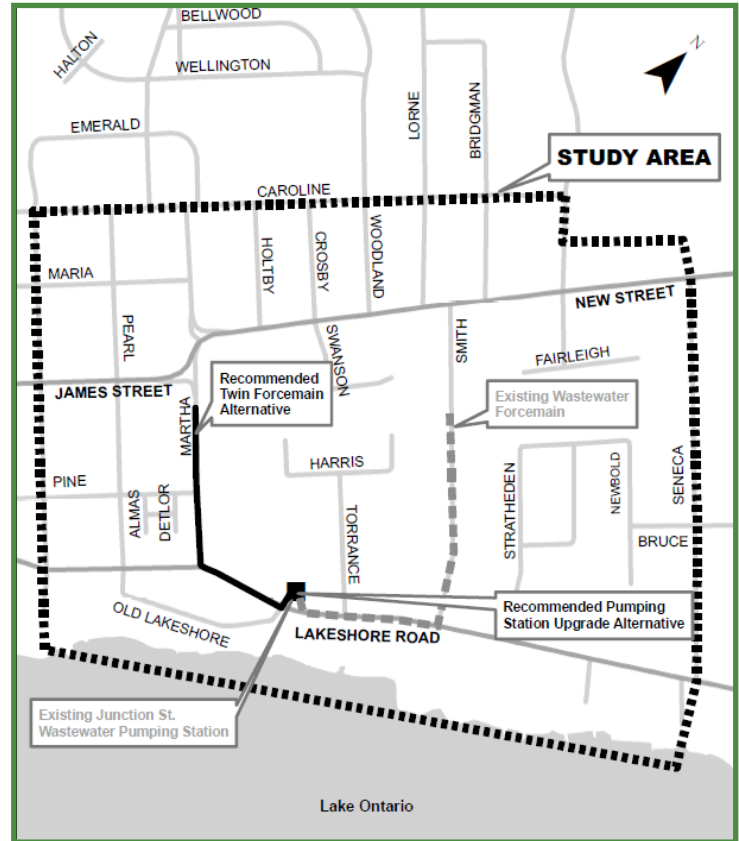 BELLWOOD
N
HALTON
WELLINGTON
LORNE
BRIDGMAN
EMERALD
STUDY AREA
CAROLINE
HOLTBY
CROSBY
WOODLAND
MARIA
NEW STREET
PEARL
SWANSON
SMITH
FAIRLEIGH
JAMES STREET
MARTHA
Recommended
Twin Forcemain
Alternative
Existing Wastewater
Forcemain
HARRIS
PINE
ALMAS
DETLOR
TORRANCE
STRATHEDEN
NEWBOLD
SENECA
BRUCE
OLD LAKESHORE
LAKESHORE ROAD
Recommended Pumping
Station Upgrade Alternative
Existing Junction St.
Wastewater Pumping Station
Lake Ontario